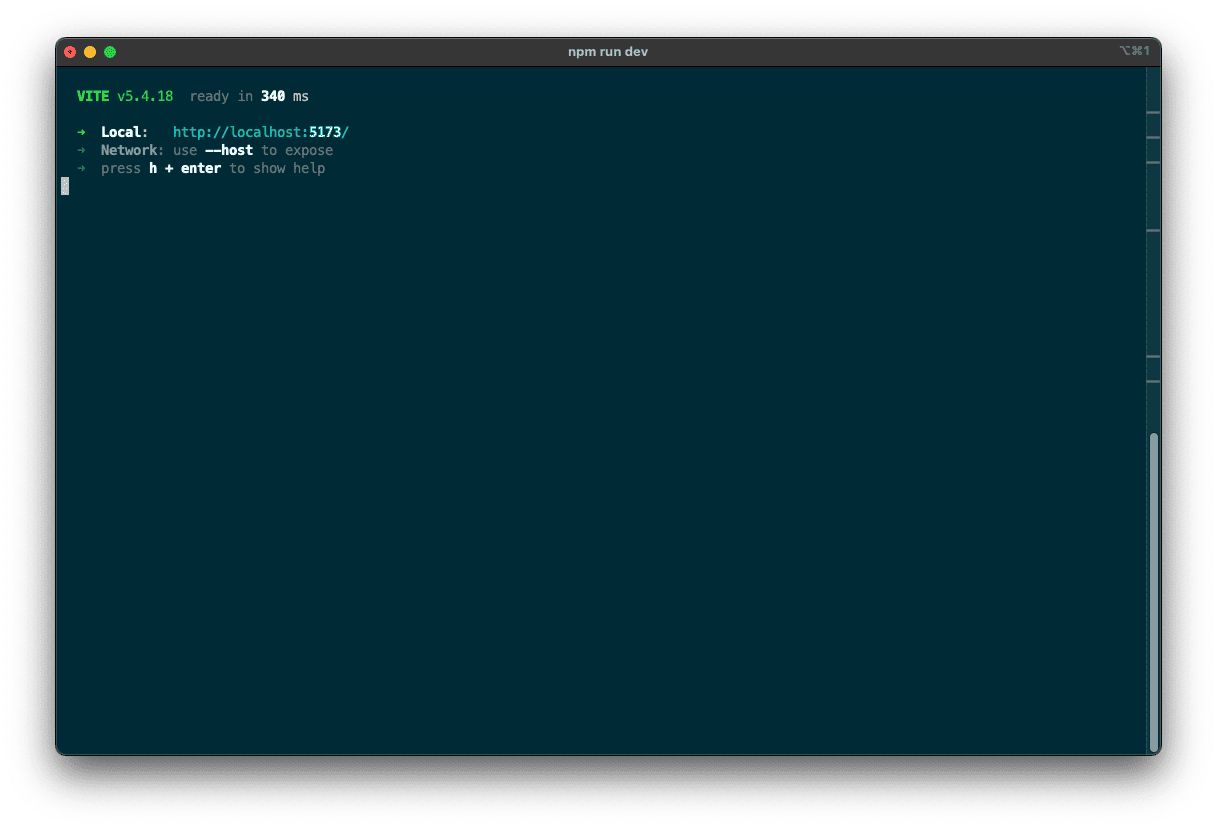 npm run dev ⌥⌘1
VITE v5.4.18 ready in 340 ms
➜ Local: http://localhost:5173/
➜ Network: use --host to expose
➜ press h + enter to show help